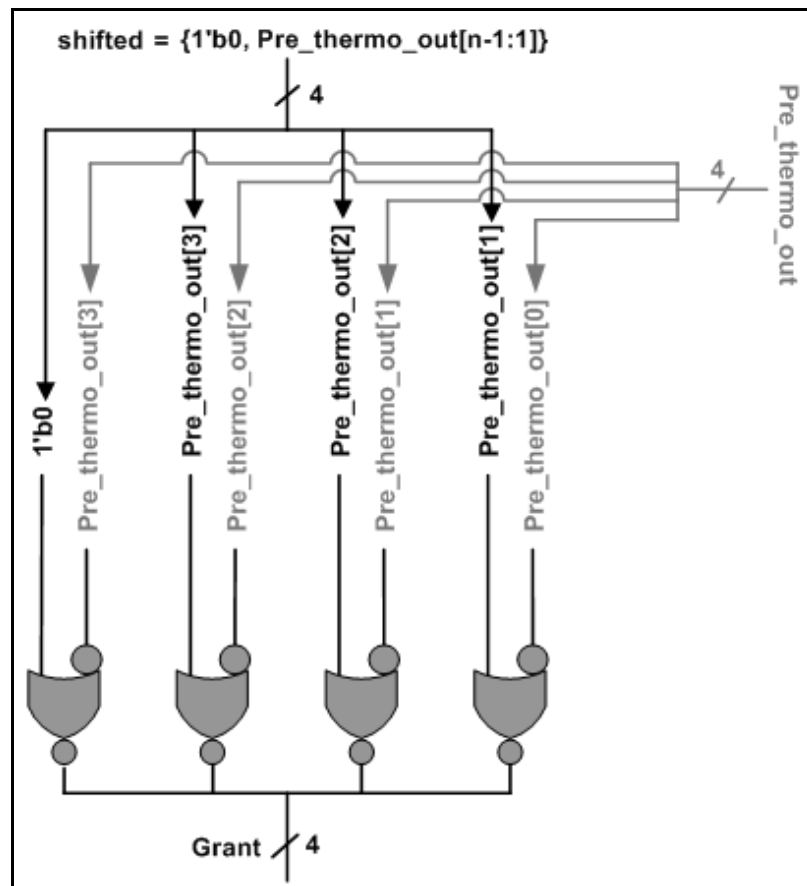 shifted = {1'b0, Pre_thermo_out[n-1:1]}
4
Pre_thermo_out
4
1'b0
Pre_thermo_out[3]
Pre_thermo_out[3]
Pre_thermo_out[2]
Pre_thermo_out[2]
Pre_thermo_out[1]
Pre_thermo_out[1]
Pre_thermo_out[0]
Grant
4